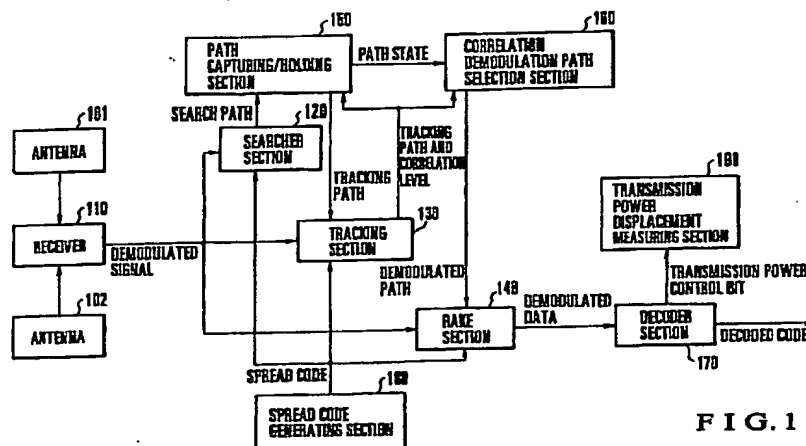 PATH
CAPTURING/HOLDING
SECTION
PATH STATE
160
CORRELATION
DEMODULATION PATH
SELECTION SECTION
SEARCH PATH
120
SEARCHER
SECTION
101
ANTENNA
TRACKING
PATH
TRACKING
PATH AND
CORRELATION
LEVEL
TRANSMISSION
POWER
DISPLACEMENT
MEASURING SECTION
110
RECEIVER
DEMODULATED
SIGNAL
TRACKING
SECTION
130
DEMODULATED
PATH
140
TRANSMISSION POWER
CONTROL BIT
102
ANTENNA
RAKE
SECTION
DEMODULATED
DATA
DECODER
SECTION
170
DECODED CODE
SPREAD CODE
SPREAD CODE
GENERATING SECTION
FIG. 1